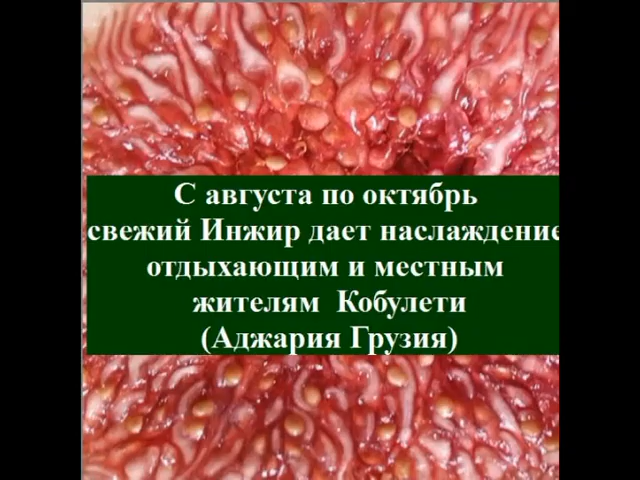 С августа по октябрь
свежий Инжир дает наслаждение
отдыхающим и местным
жителям Кобулети
(Аджария Грузия)